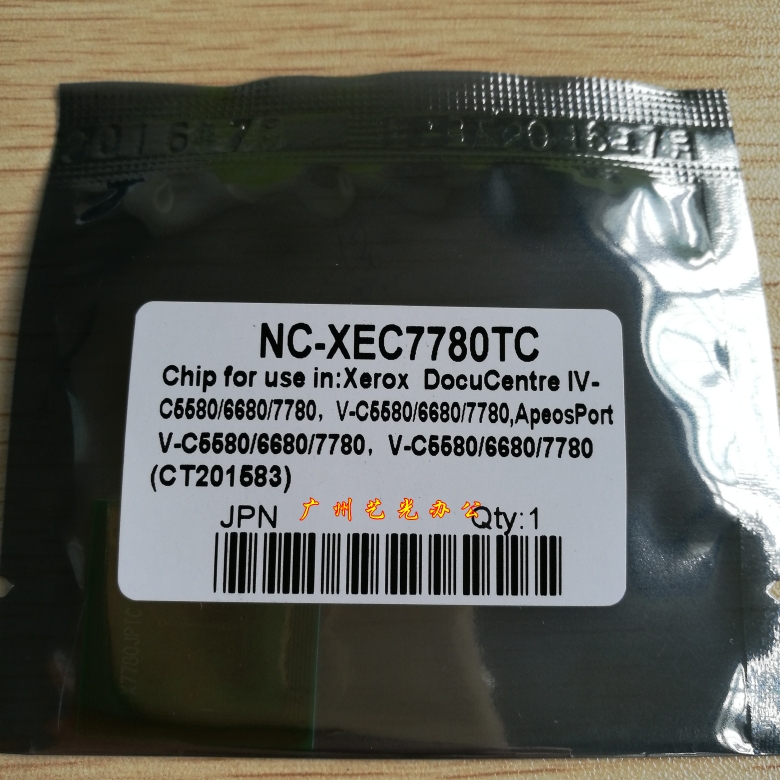 NC-XEC7780TC
Chip for use in:Xerox DocuCentre IV-
C5580/6680/7780, V-C5580/6680/7780,ApeosPort
V-C5580/6680/7780, V-C5580/6680/7780
(CT201583)
JPN 广州艺光办公 Qty:1